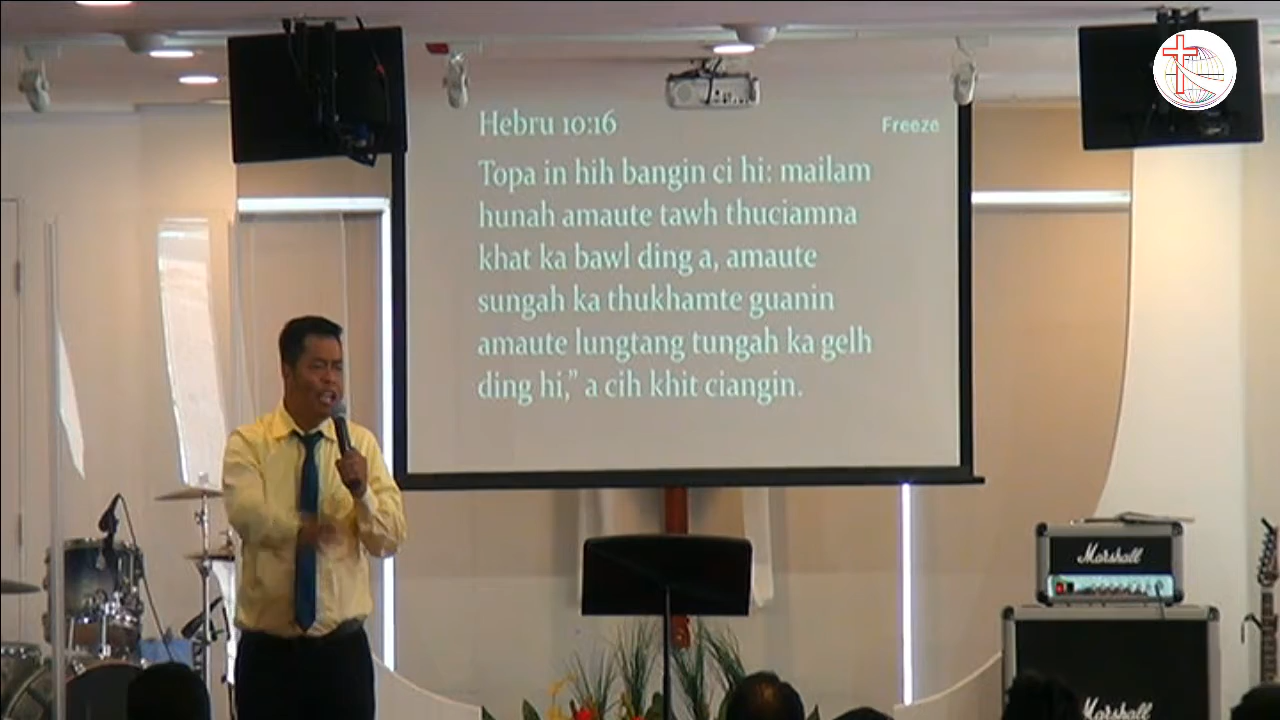 Hebru 10:16
Freeze
Topa in hih bangin ci hi: mailam
hunah amaute tawh thuciamna
khat ka bawl ding a, amaute
sungah ka thukhamte guanin
amaute lungtang tungah ka gelh
ding hi,” a cih khit ciangin.
Marshall
Marshall